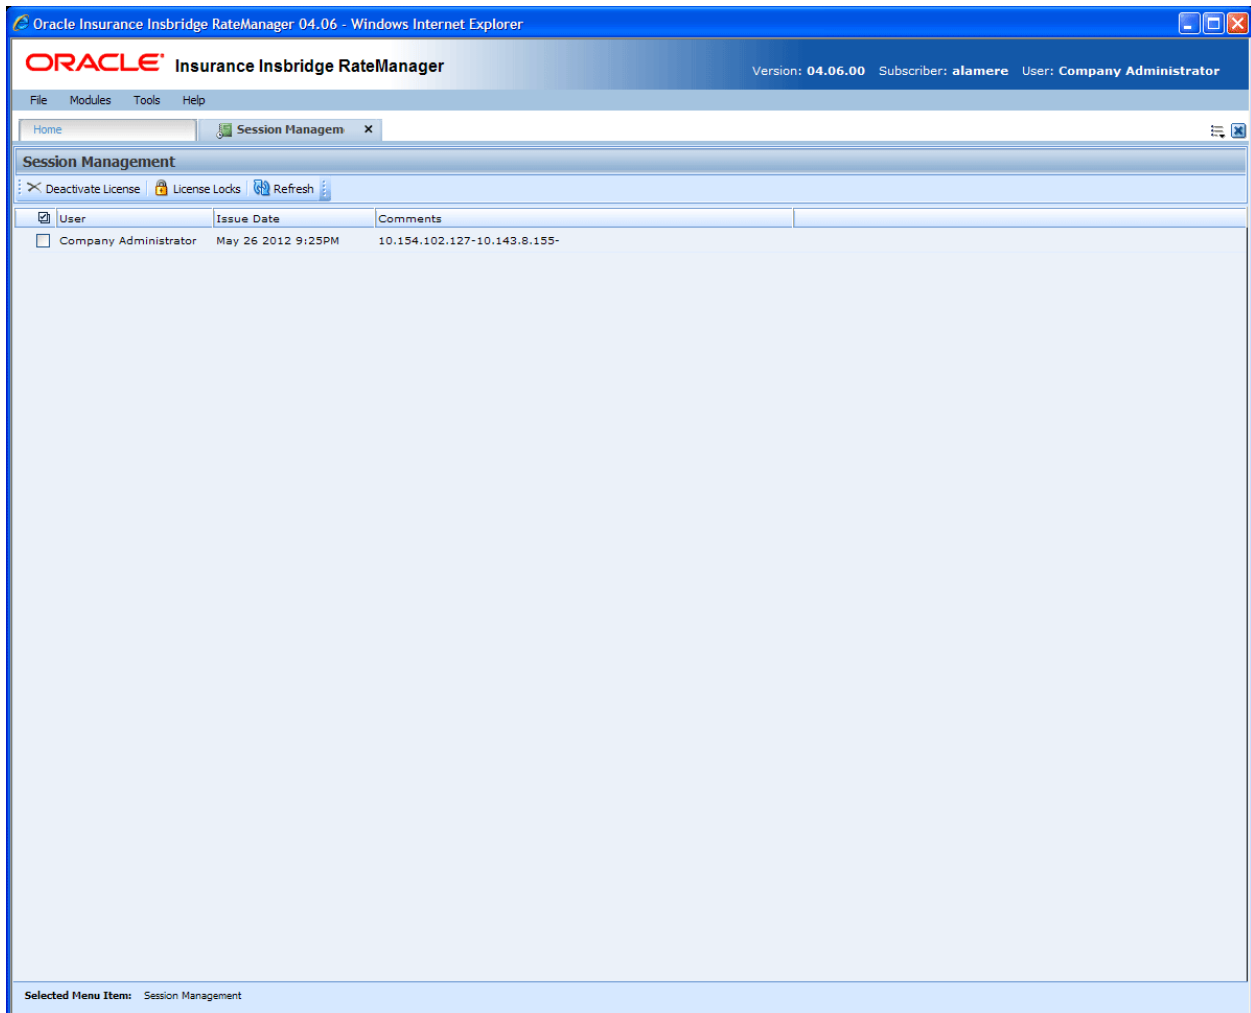 Oracle Insurance Insbridge RateManager 04.06 - Windows Internet Explorer
ORACLE Insurance Insbridge RateManager
Version: 04.06.00 Subscriber: alamere User: Company Administrator
File Modules Tools Help
Home Session Managem
Session Management
Deactivate License License Locks Refresh
User Issue Date Comments
Company Administrator May 26 2012 9:25PM 10.154.102.127-10.143.8.155-
Selected Menu Item: Session Management